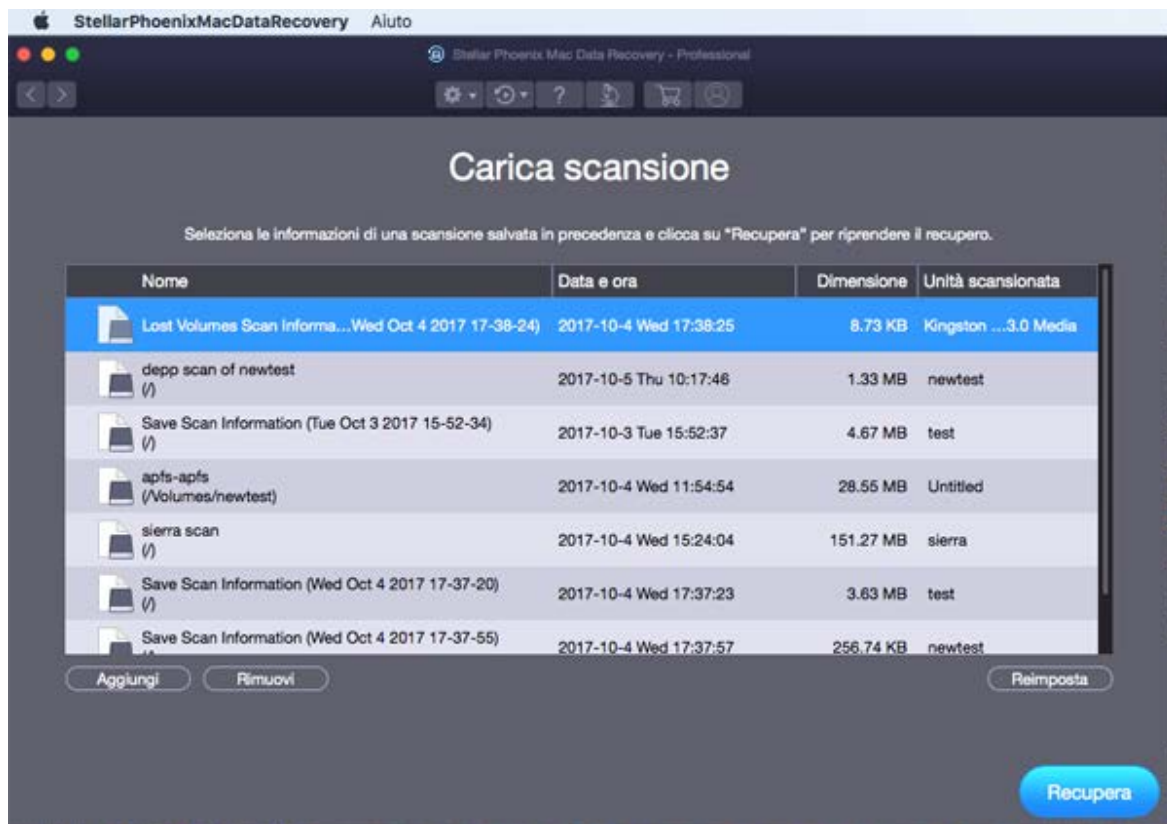 StellarPhoenixMacDataRecovery Aiuto
Stellar Phoenix Mac Data Recovery - Professional
?
Carica scansione
Seleziona le informazioni di una scansione salvata in precedenza e clicca su "Recupera" per riprendere il recupero.
Nome Data e ora Dimensione Unità scansionata
Lost Volumes Scan Informa...Wed Oct 4 2017 17-38-24) 2017-10-4 Wed 17:38:25 8.73 KB Kingston ...3.0 Media
depp scan of newtest
(/) 2017-10-5 Thu 10:17:46 1.33 MB newtest
Save Scan Information (Tue Oct 3 2017 15-52-34)
(/) 2017-10-3 Tue 15:52:37 4.67 MB test
apfs-apfs
(/Volumes/newtest) 2017-10-4 Wed 11:54:54 28.55 MB Untitled
sierra scan
(/) 2017-10-4 Wed 15:24:04 151.27 MB sierra
Save Scan Information (Wed Oct 4 2017 17-37-20)
(/) 2017-10-4 Wed 17:37:23 3.63 MB test
Save Scan Information (Wed Oct 4 2017 17-37-55)
2017-10-4 Wed 17:37:57 256.74 KB newtest
Aggiungi Rimuovi Reimposta
Recupera